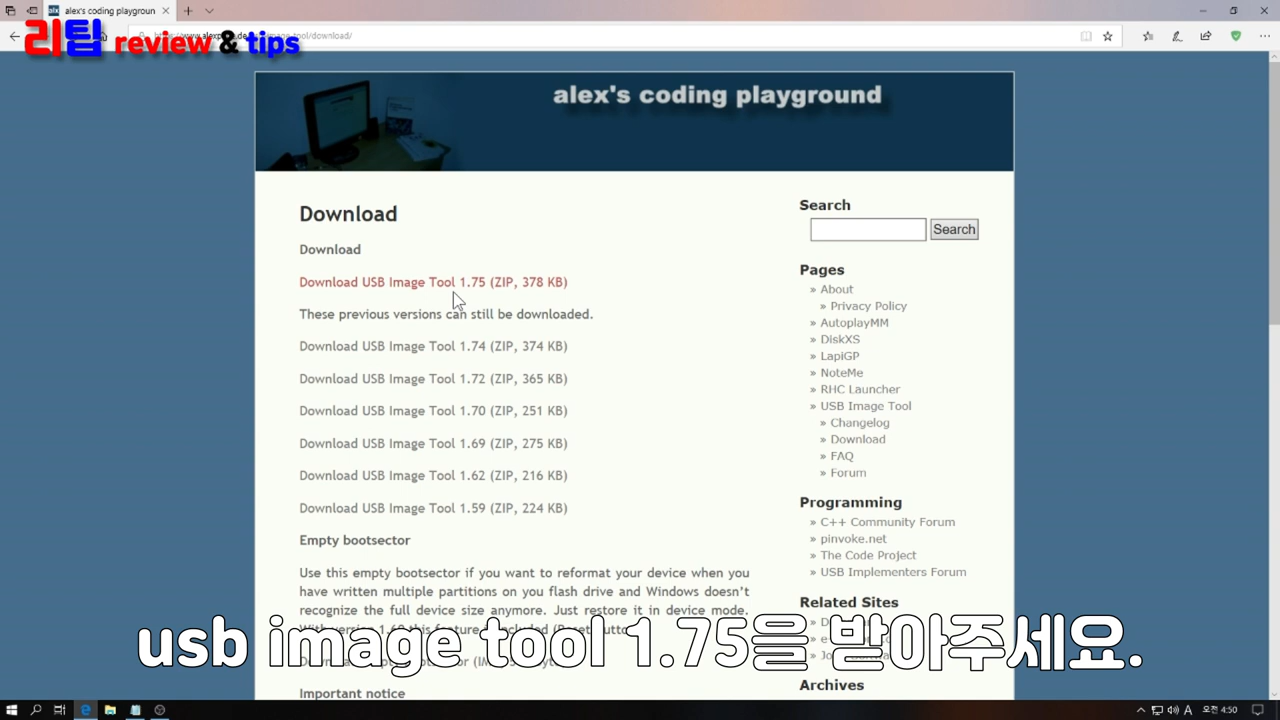 alex's coding playgroun
리팁 review & tips
alex's coding playground
Download
Download
Download USB Image Tool 1.75 (ZIP, 378 KB)
These previous versions can still be downloaded.
Download USB Image Tool 1.74 (ZIP, 374 KB)
Download USB Image Tool 1.72 (ZIP, 365 KB)
Download USB Image Tool 1.70 (ZIP, 251 KB)
Download USB Image Tool 1.69 (ZIP, 275 KB)
Download USB Image Tool 1.62 (ZIP, 216 KB)
Download USB Image Tool 1.59 (ZIP, 224 KB)
Empty bootsector
Use this empty bootsector if you want to reformat your device when you
have written multiple partitions on you flash drive and Windows doesn't
recognize the full device size anymore. Just restore it in device mode.
Important notice
Search
Search
Pages
» About
» Privacy Policy
» AutoplayMM
» DiskXS
» LapiGP
» NoteMe
» RHC Launcher
» USB Image Tool
» Changelog
» Download
» FAQ
» Forum
Programming
» C++ Community Forum
» pinvoke.net
» The Code Project
» USB Implementers Forum
Related Sites
Archives
usb image tool 1.75을 받아주세요.
A 오전 4:50